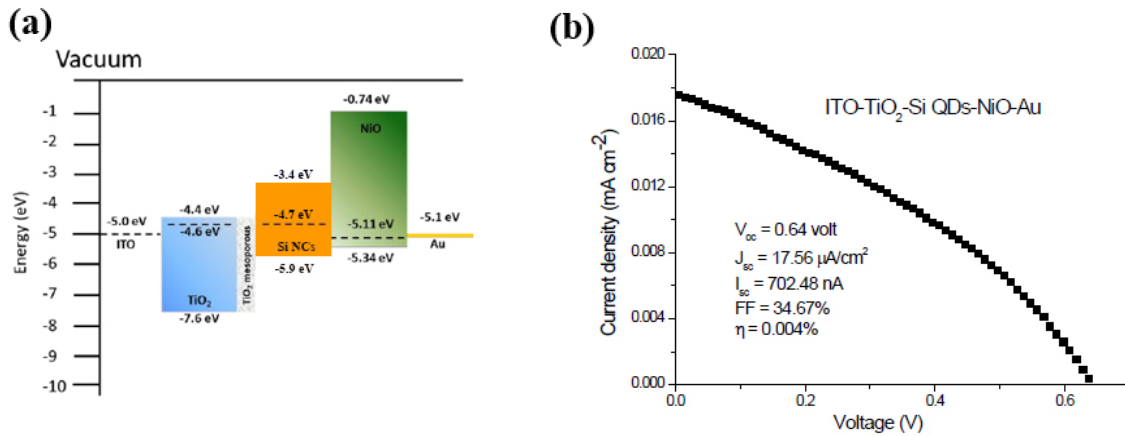 (a)
Vacuum
Energy (eV)
-1
-2
-3
-4
-5
-6
-7
-8
-9
-10
-5.0 eV
ITO
-4.4 eV
-4.6 eV
TiO₂
-7.6 eV
TiO₂ mesoporous
-3.4 eV
-4.7 eV
Si NCs
-5.9 eV
-0.74 eV
NiO
-5.11 eV
-5.34 eV
-5.1 eV
Au
(b)
Current density (mA cm⁻²)
0.020
0.016
0.012
0.008
0.004
0.000
ITO-TiO₂-Si QDs-NiO-Au
V_oc = 0.64 volt
J_sc = 17.56 μA/cm²
I_sc = 702.48 nA
FF = 34.67%
η = 0.004%
0.0
0.2
0.4
0.6
Voltage (V)